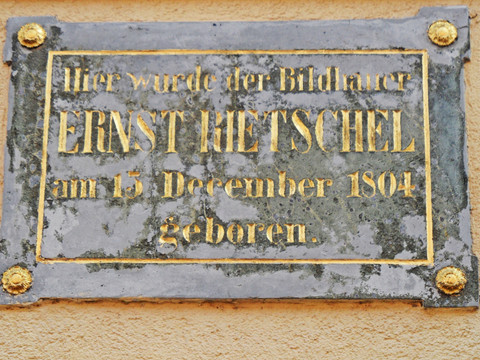 Hier wurde der Bildhauer
ERNST RIETSCHEL
am 15 December 1804
geboren.